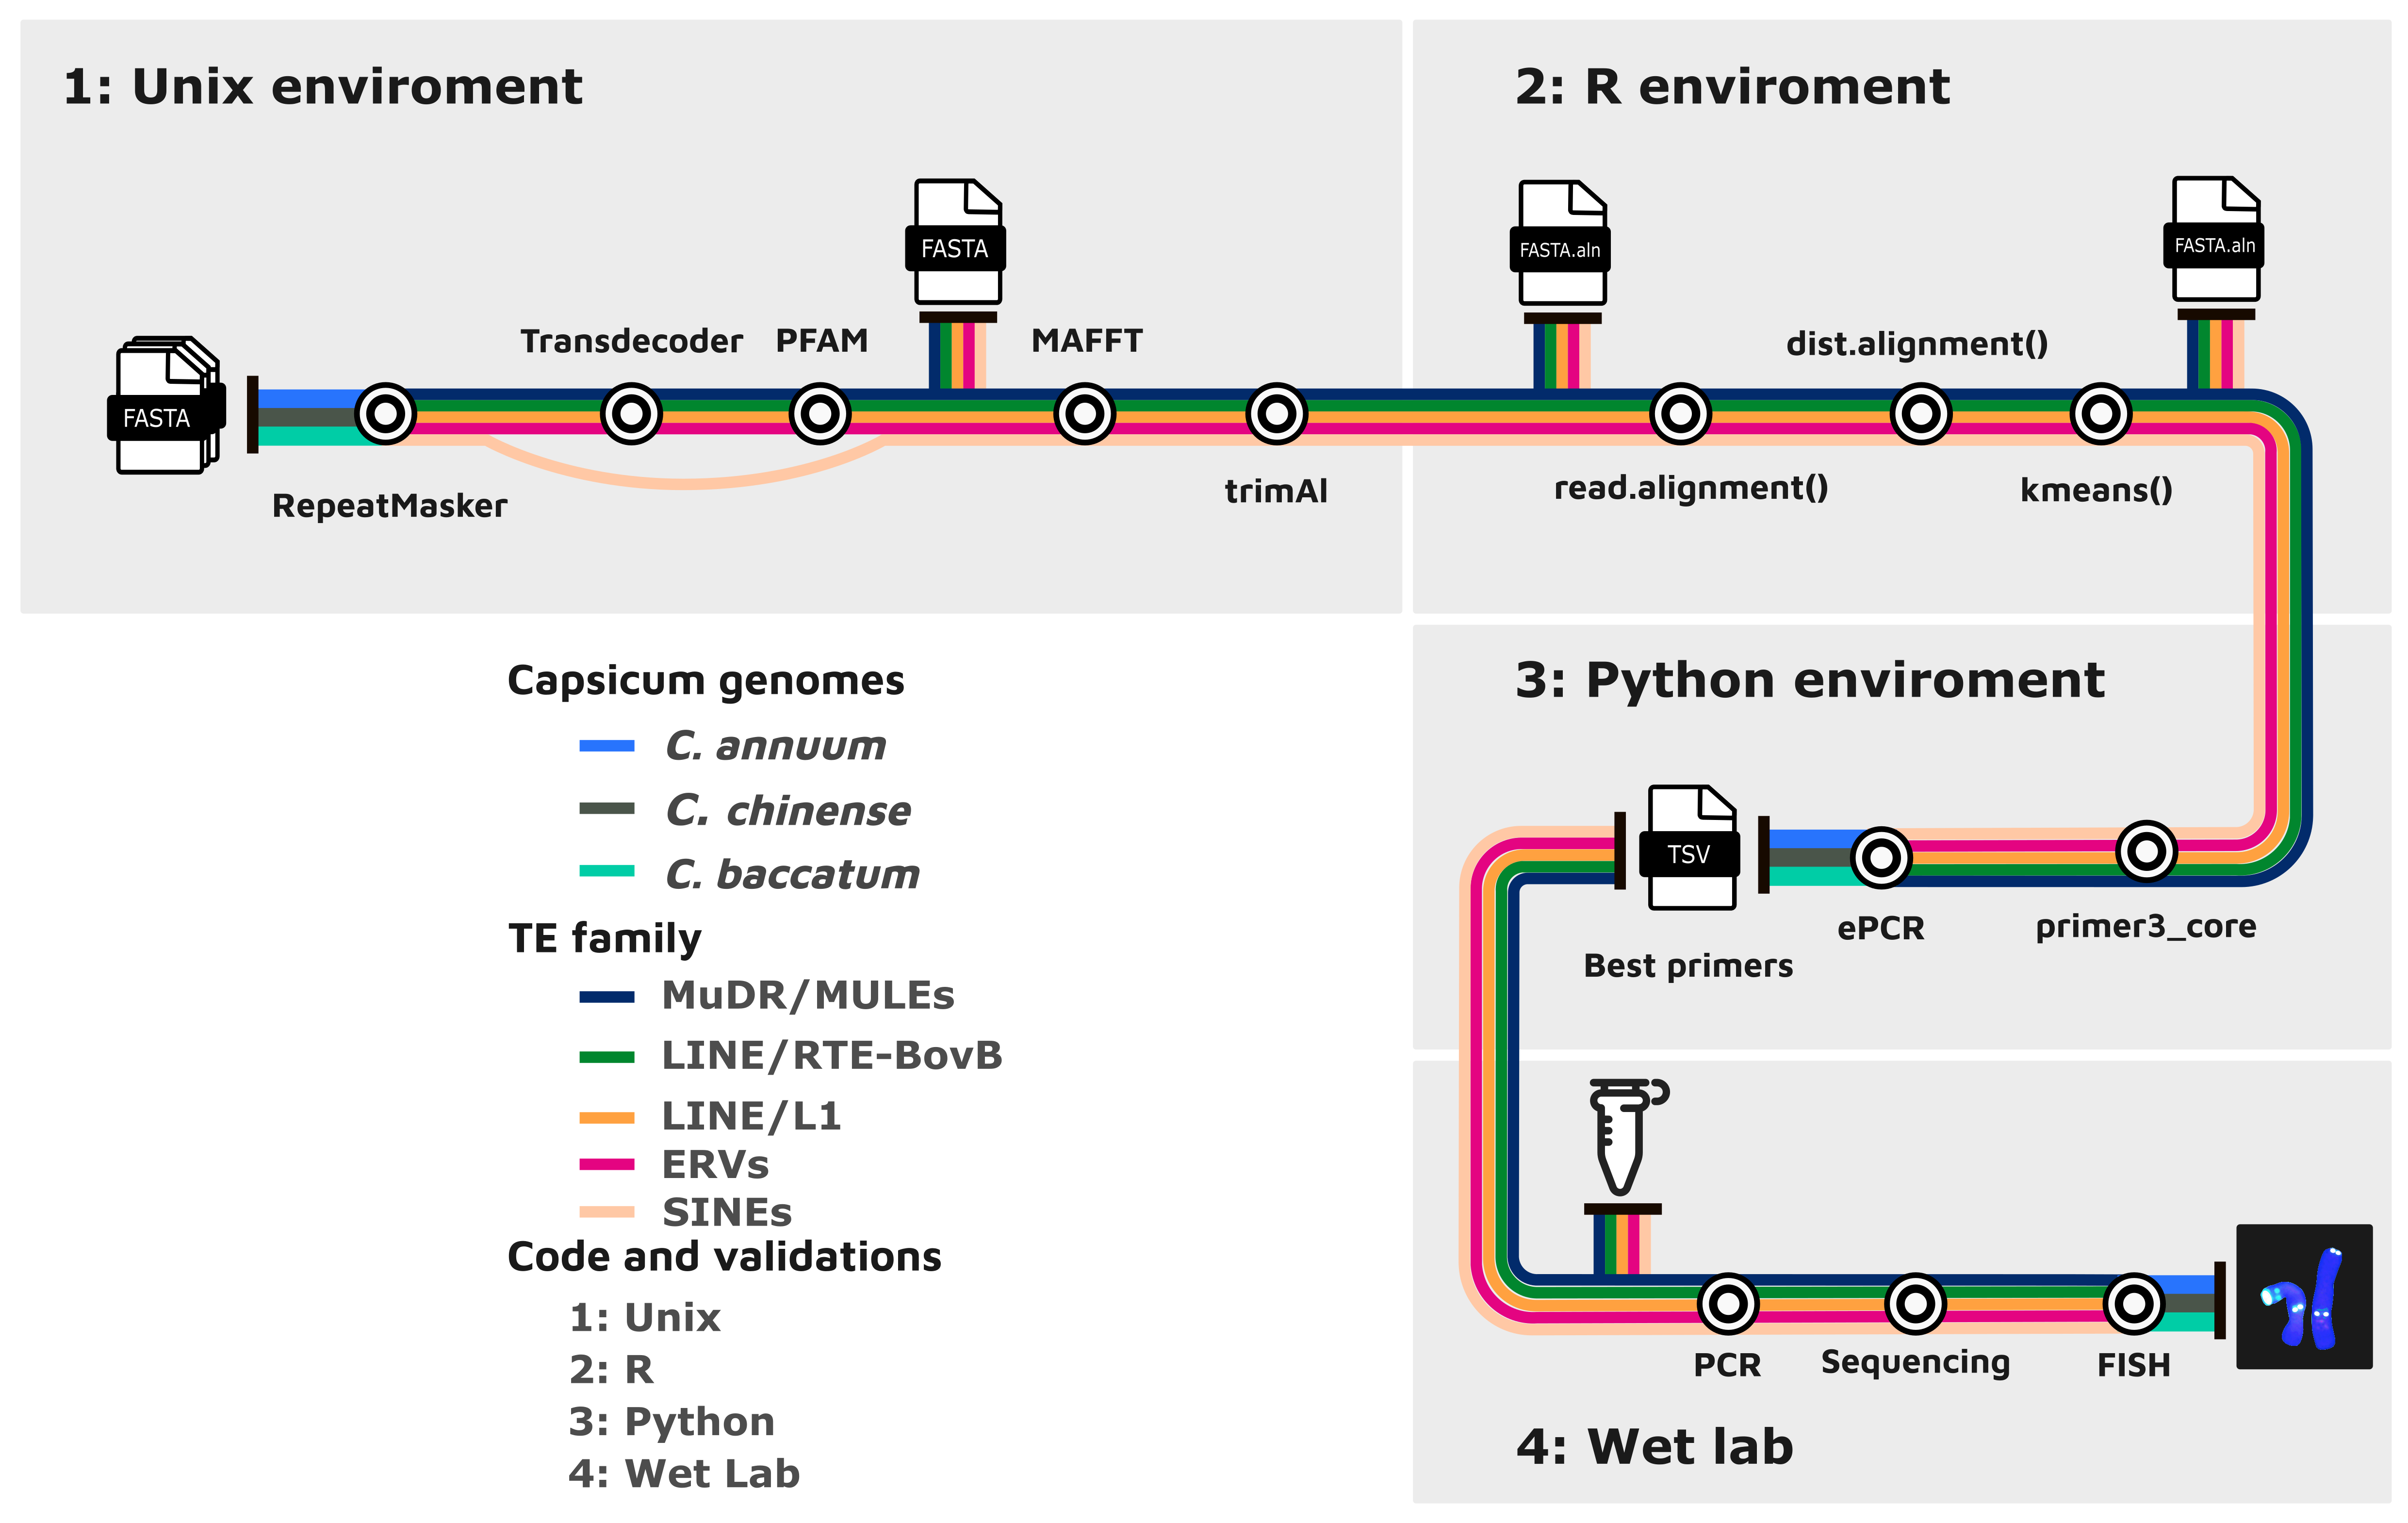 1: Unix enviroment
FASTA
RepeatMasker
Transdecoder
PFAM
FASTA
MAFFT
trimAl
2: R enviroment
FASTA.aln
read.alignment()
dist.alignment()
kmeans()
FASTA.aln
3: Python enviroment
TSV
Best primers
ePCR
primer3_core
PCR
Sequencing
FISH
4: Wet lab
Capsicum genomes
C. annuum
C. chinense
C. baccatum
TE family
MuDR/MULEs
LINE/RTE-BovB
LINE/L1
ERVs
SINEs
Code and validations
1: Unix
2: R
3: Python
4: Wet Lab